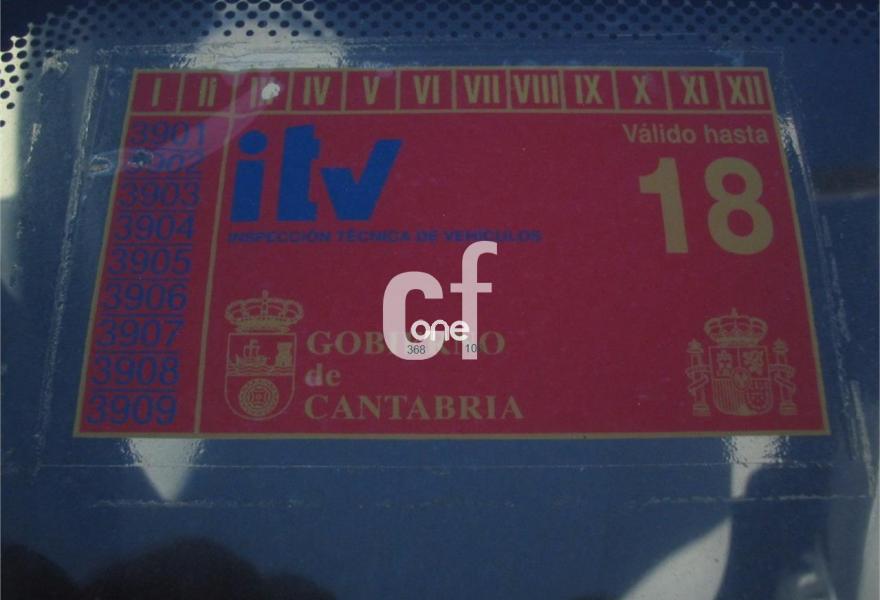 I II III IV V VI VII VIII IX X XI XII
3901
3902
3903
3904
3905
3906
3907
3908
3909
itv
INSPECCIÓN TÉCNICA DE VEHÍCULOS
Válido hasta
18
cf
one
368 10
GOBIERNO
de
CANTABRIA